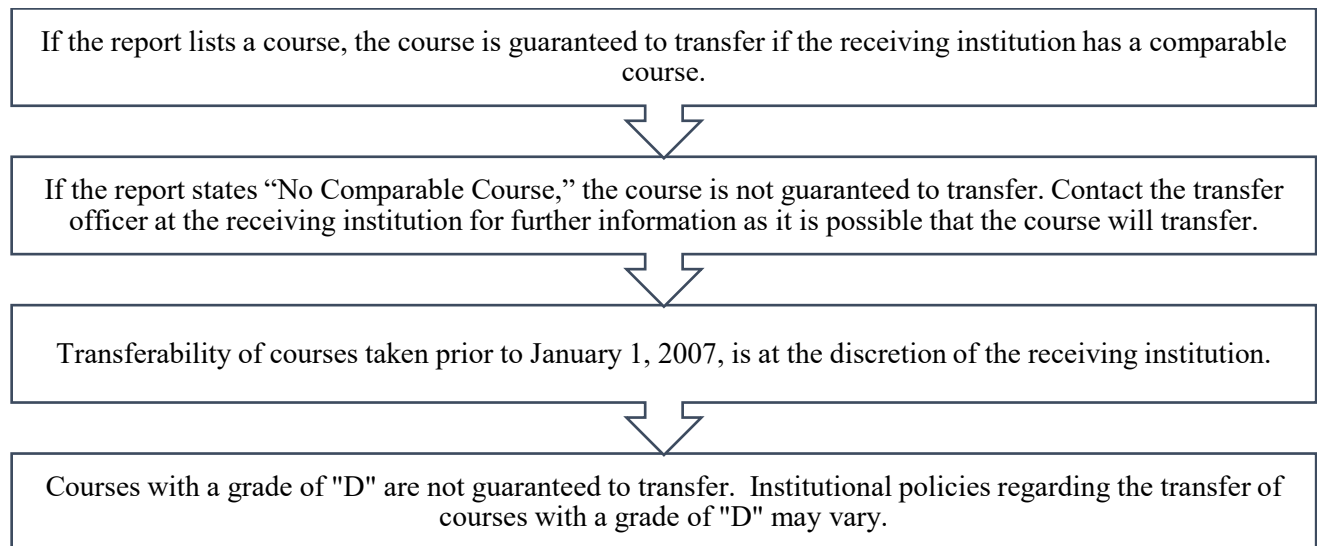 If the report lists a course, the course is guaranteed to transfer if the receiving institution has a comparable
course.
If the report states “No Comparable Course,” the course is not guaranteed to transfer. Contact the transfer
officer at the receiving institution for further information as it is possible that the course will transfer.
Transferability of courses taken prior to January 1, 2007, is at the discretion of the receiving institution.
Courses with a grade of "D" are not guaranteed to transfer.  Institutional policies regarding the transfer of
courses with a grade of "D" may vary.